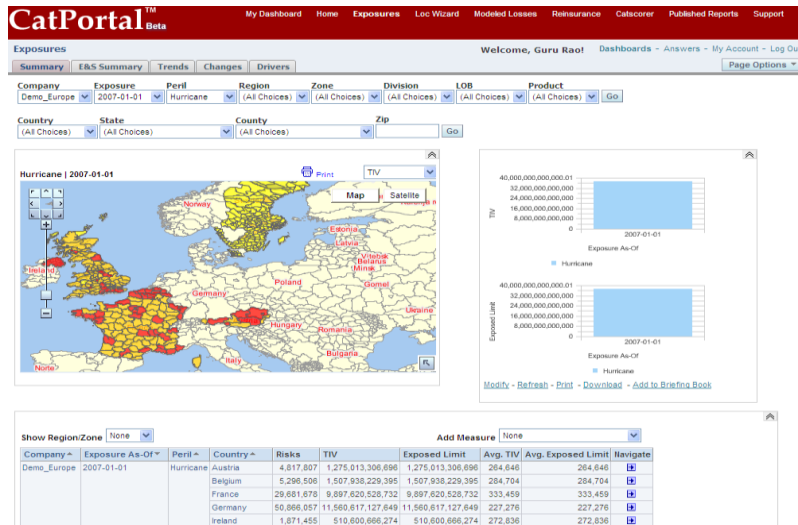 CatPortal™ Beta
My Dashboard Home Exposures Loc Wizard Modeled Losses Reinsurance Catscorer Published Reports Support
Exposures
Welcome, Guru Rao! Dashboards - Answers - My Account - Log Ou
Summary E&S Summary Trends Changes Drivers
Page Options
Company Exposure Peril Region Zone Division LOB Product
Demo_Europe 2007-01-01 Hurricane (All Choices) (All Choices) (All Choices) (All Choices) (All Choices) Go
Country State County Zip
(All Choices) (All Choices) (All Choices) Go
Hurricane | 2007-01-01 Print TIV
Map Satellite
Norway
Estonia
Latvia
Vitebsk
Belarus
Minsk
Ireland
Poland
Gomel
Germany
Ukraine
Hungary
Romania
Bulgaria
Italy
Norte
40,000,000,000,000.01
32,000,000,000,000
24,000,000,000,000
16,000,000,000,000
8,000,000,000,000
0
TIV
2007-01-01
Exposure As-Of
Hurricane
40,000,000,000,000.01
32,000,000,000,000
24,000,000,000,000
16,000,000,000,000
8,000,000,000,000
0
Exposed Limit
2007-01-01
Exposure As-Of
Hurricane
Modify - Refresh - Print - Download - Add to Briefing Book
Show Region/Zone None Add Measure None
Company Exposure As-Of Peril Country Risks TIV Exposed Limit Avg. TIV Avg. Exposed Limit Navigate
Demo_Europe 2007-01-01 Hurricane Austria 4,817,807 1,275,013,306,696 1,275,013,306,696 264,646 264,646
Belgium 5,296,506 1,507,938,229,395 1,507,938,229,395 284,704 284,704
France 29,681,678 9,897,620,528,732 9,897,620,528,732 333,459 333,459
Germany 50,866,057 11,560,617,127,649 11,560,617,127,649 227,276 227,276
Ireland 1,871,455 510,600,666,274 510,600,666,274 272,836 272,836